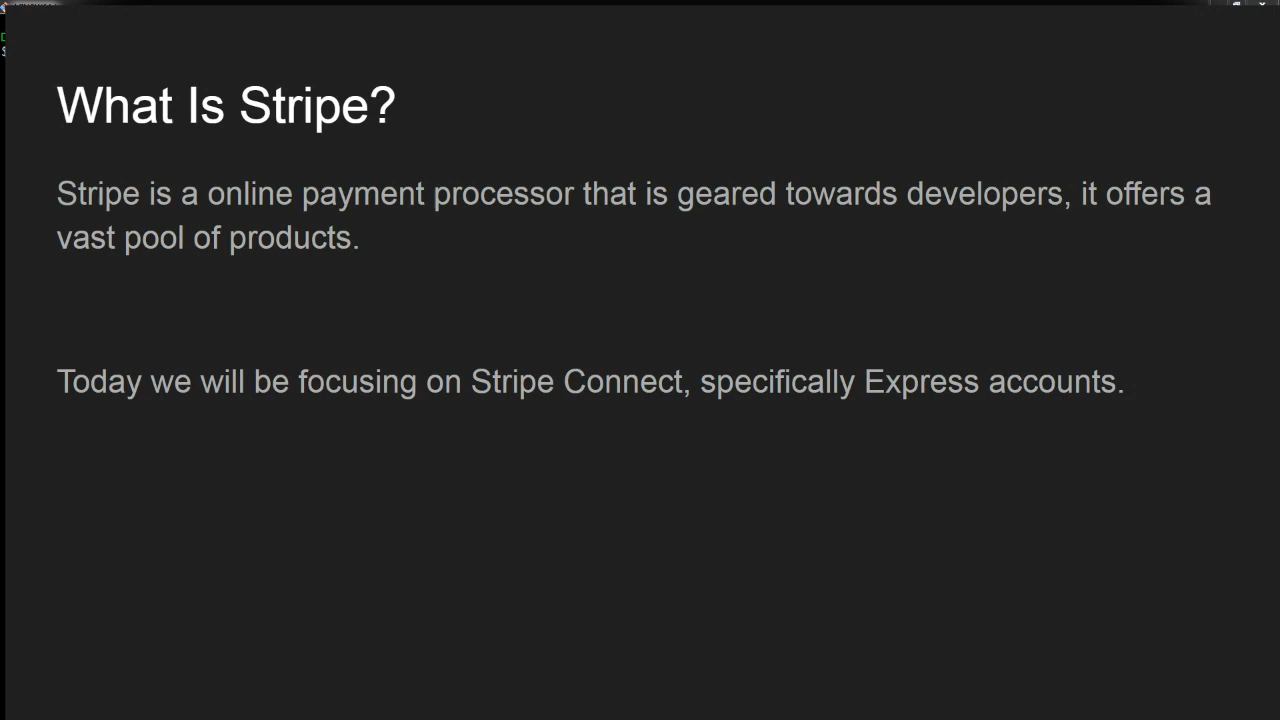 What Is Stripe?
Stripe is a online payment processor that is geared towards developers, it offers a
vast pool of products.
Today we will be focusing on Stripe Connect, specifically Express accounts.